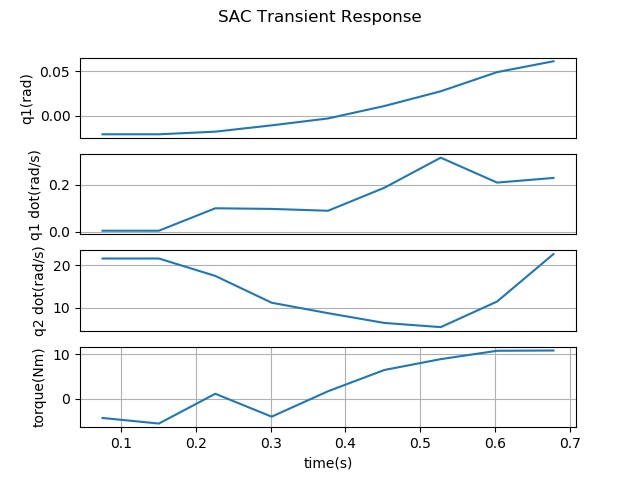 SAC Transient Response
q1(rad)
0.05
0.00
q1 dot(rad/s)
0.2
0.0
q2 dot(rad/s)
20
10
torque(Nm)
10
0
0.1 0.2 0.3 0.4 0.5 0.6 0.7
time(s)